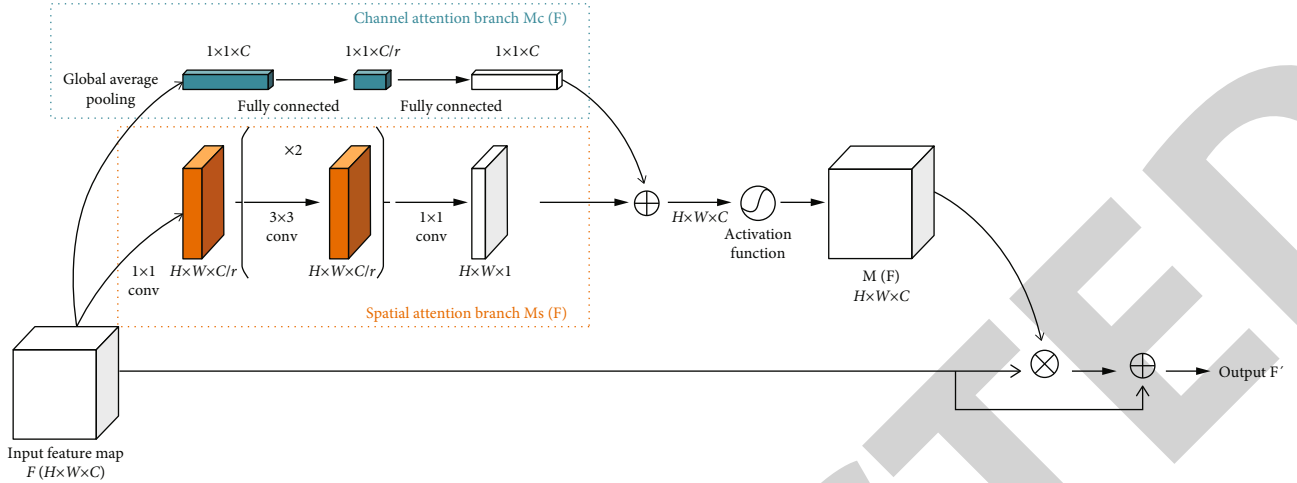 Channel attention branch Mc (F)
1×1×C
1×1×C/r
1×1×C
Global average
pooling
Fully connected
Fully connected
×2
3×3
conv
1×1
conv
1×1
conv
H×W×C/r
H×W×C/r
H×W×1
Spatial attention branch Ms (F)
H×W×C
Activation
function
M (F)
H×W×C
Input feature map
F (H×W×C)
Output F´
TED